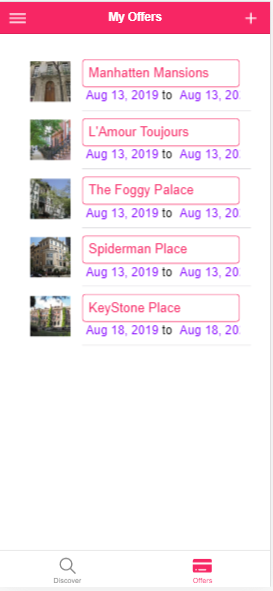 My Offers
Manhatten Mansions
Aug 13, 2019 to Aug 13, 20
L'Amour Toujours
Aug 13, 2019 to Aug 13, 20
The Foggy Palace
Aug 13, 2019 to Aug 13, 20
Spiderman Place
Aug 13, 2019 to Aug 13, 20
KeyStone Place
Aug 18, 2019 to Aug 18, 20
Discover
Offers